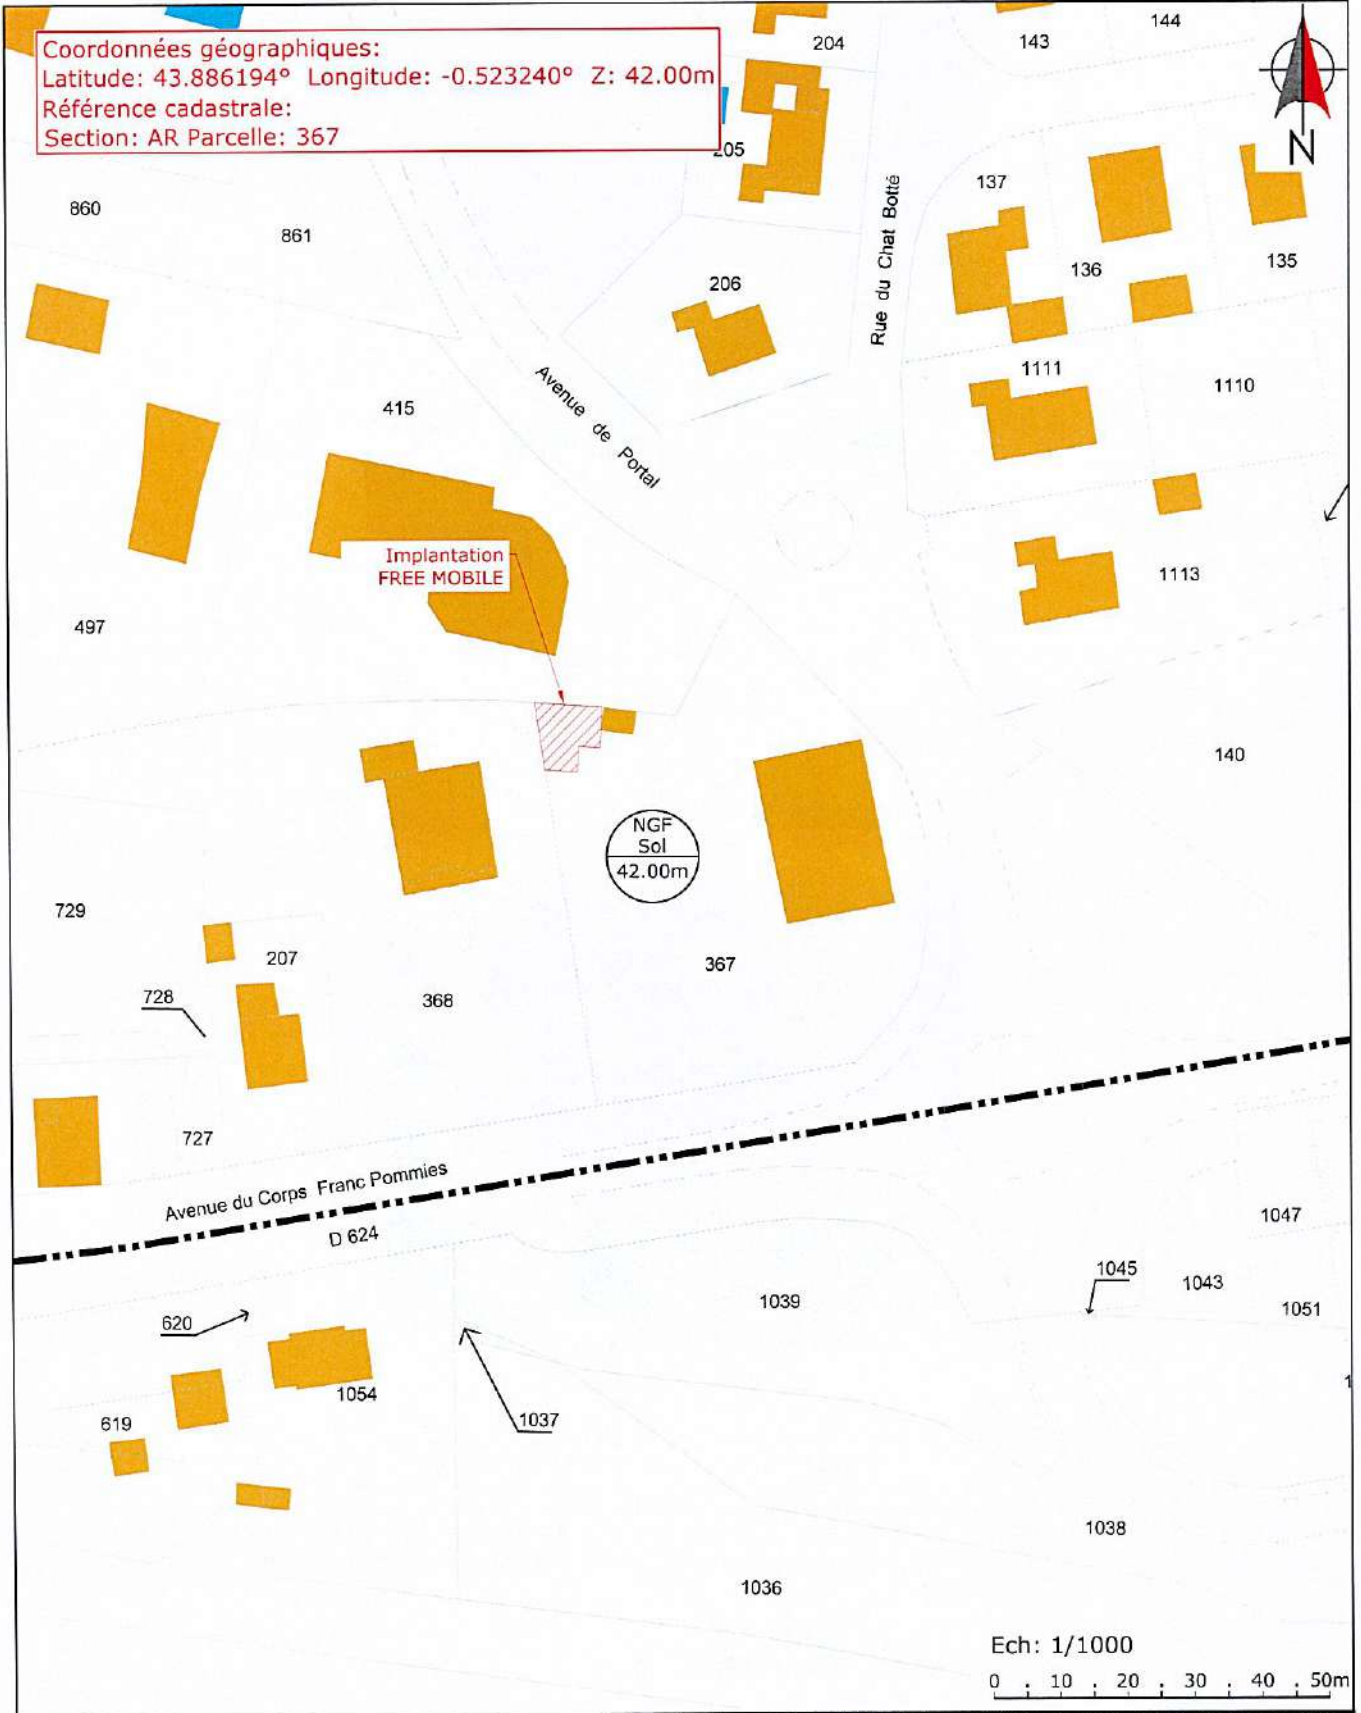 Coordonnées géographiques:
Latitude: 43.886194° Longitude: -0.523240° Z: 42.00m
Référence cadastrale:
Section: AR Parcelle: 367
204
143
144
N
205
137
136
135
860
861
206
Rue du Chat Botté
1111
1110
415
Avenue de Portal
Implantation
FREE MOBILE
1113
497
140
NGF
Sol
42.00m
729
207
367
728
368
727
Avenue du Corps Franc Pommies
D 624
1047
1045
1043
1051
1039
620
1054
1037
619
1038
1036
Ech: 1/1000
0 10 20 30 40 50m